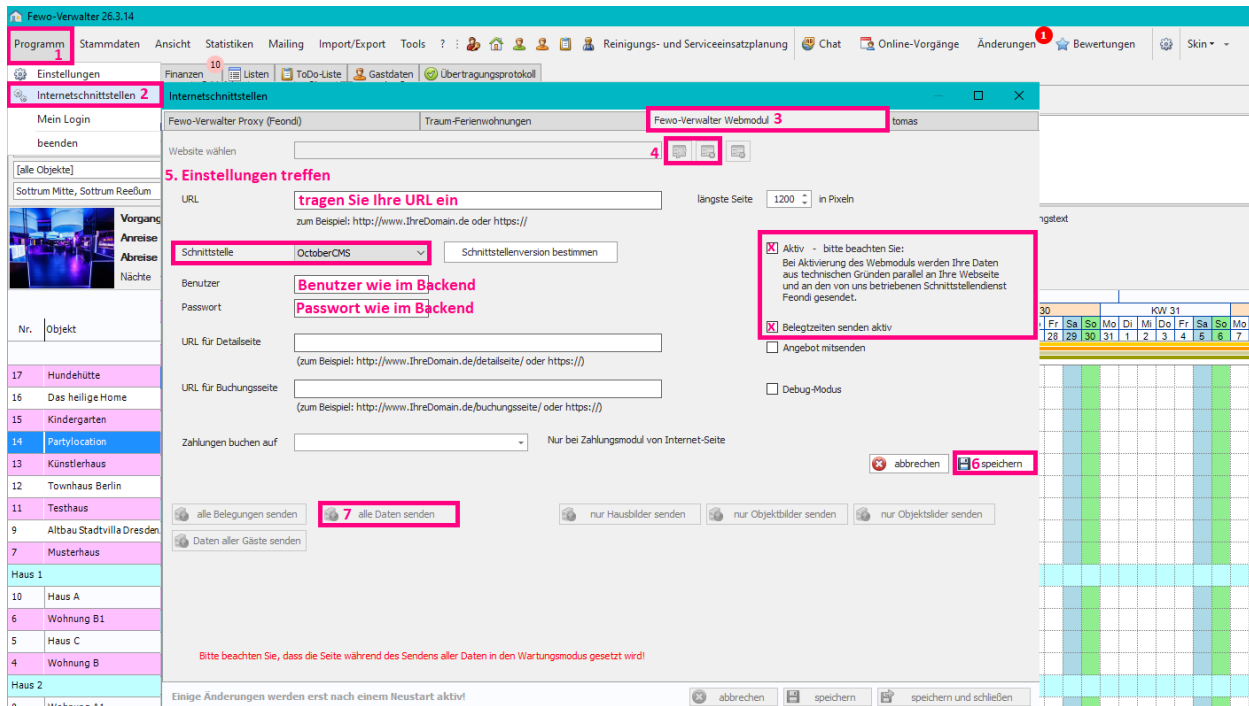 Fewo-Verwalter 26.3.14
Programm Stammdaten Ansicht Statistiken Mailing Import/Export Tools ? Reinigungs- und Serviceeinsatzplanung Chat Online-Vorgänge Änderungen 1 Bewertungen Skin
1
Einstellungen
Finanzen 10 Listen ToDo-Liste Gastdaten Übertragungsprotokoll
Internetschnittstellen 2
Internetschnittstellen
Mein Login
Fewo-Verwalter Proxy (Feondi) Traum-Ferienwohnungen Fewo-Verwalter Webmodul 3 tomas
beenden
Website wählen 4
[alle Objekte]
5. Einstellungen treffen
Sottrum Mitte, Sottrum Reeßum
URL tragen Sie Ihre URL ein längste Seite 1200 in Pixeln
zum Beispiel: http://www.IhreDomain.de oder https://
Vorgang
ngstext
Anreise
Abreise
Nächte
Schnittstelle OctoberCMS Schnittstellenversion bestimmen
X Aktiv - bitte beachten Sie:
Bei Aktivierung des Webmoduls werden Ihre Daten
aus technischen Gründen parallel an Ihre Webseite
und an den von uns betriebenen Schnittstellendienst
Feondi gesendet.
Benutzer Benutzer wie im Backend
Passwort Passwort wie im Backend
X Belegtzeiten senden aktiv
30 KW 31
Fr Sa So Mo Di Mi Do Fr Sa So Mo
28 29 30 31 1 2 3 4 5 6 7
Nr. Objekt
URL für Detailseite
Angebot mitsenden
(zum Beispiel: http://www.IhreDomain.de/detailseite/ oder https://)
URL für Buchungsseite
Debug-Modus
(zum Beispiel: http://www.IhreDomain.de/buchungsseite/ oder https://)
Zahlungen buchen auf Nur bei Zahlungsmodul von Internet-Seite
abbrechen 6 speichern
alle Belegungen senden 7 alle Daten senden nur Hausbilder senden nur Objektbilder senden nur Objektslider senden
Daten aller Gäste senden
17 Hundehütte
16 Das heilige Home
15 Kindergarten
14 Partylocation
13 Künstlerhaus
12 Townhaus Berlin
11 Testhaus
9 Altbau Stadtvilla Dresden
7 Musterhaus
Haus 1
10 Haus A
6 Wohnung B1
5 Haus C
4 Wohnung B
Haus 2
Bitte beachten Sie, dass die Seite während des Sendens aller Daten in den Wartungsmodus gesetzt wird!
Einige Änderungen werden erst nach einem Neustart aktiv! abbrechen speichern speichern und schließen